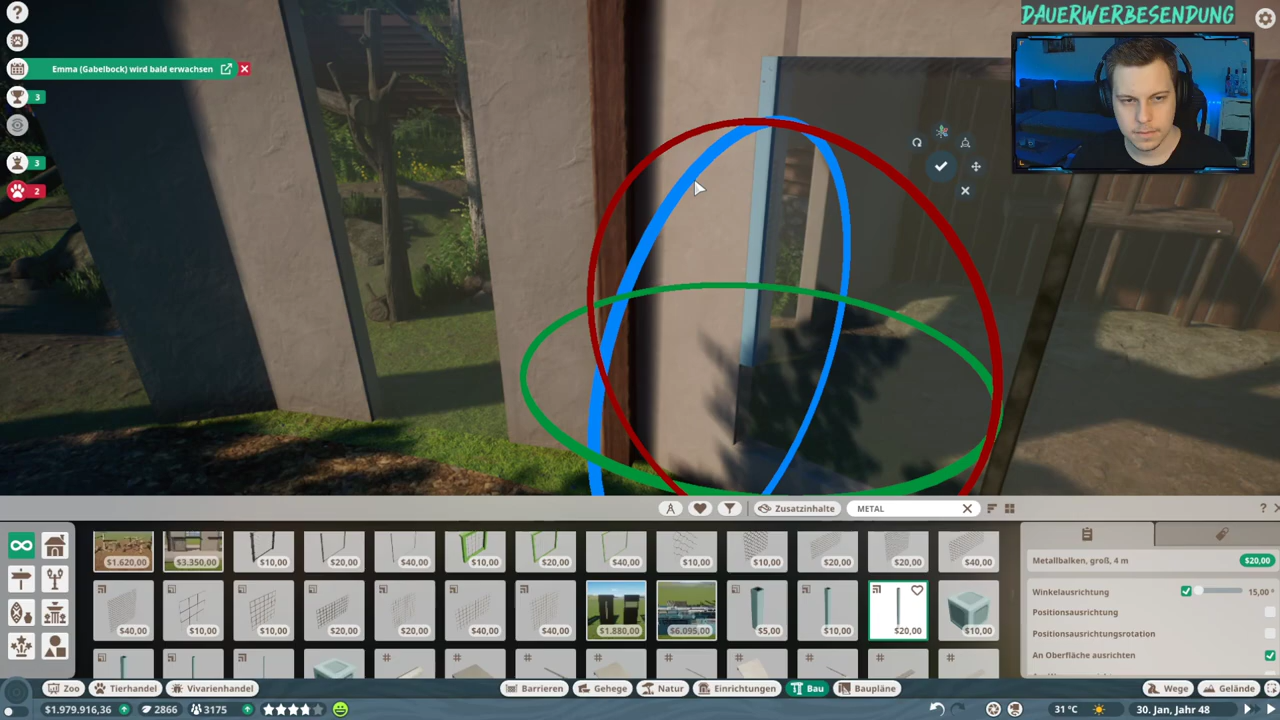 DAUERWERBESENDUNG
?
Emma (Gabelbock) wird bald erwachsen
3
3
2
Zusatzinhalte
METAL
?
$1.620,00 $3.350,00 $10,00 $20,00 $40,00 $10,00 $20,00 $40,00 $10,00 $10,00 $20,00 $20,00 $40,00
Metallbalken, groß, 4 m $20,00
Winkelausrichtung 15,00 °
Positionsausrichtung
$40,00 $10,00 $10,00 $20,00 $20,00 $40,00 $40,00 $1.880,00 $6.095,00 $5,00 $10,00 $20,00 $10,00
Positionsausrichtungsrotation
An Oberfläche ausrichten
Zoo Tierhandel Vivarienhandel Barrieren Gehege Natur Einrichtungen Bau Baupläne Wege Gelände
$1.979.916,36 2866 3175 31 °C 30. Jan, Jahr 48